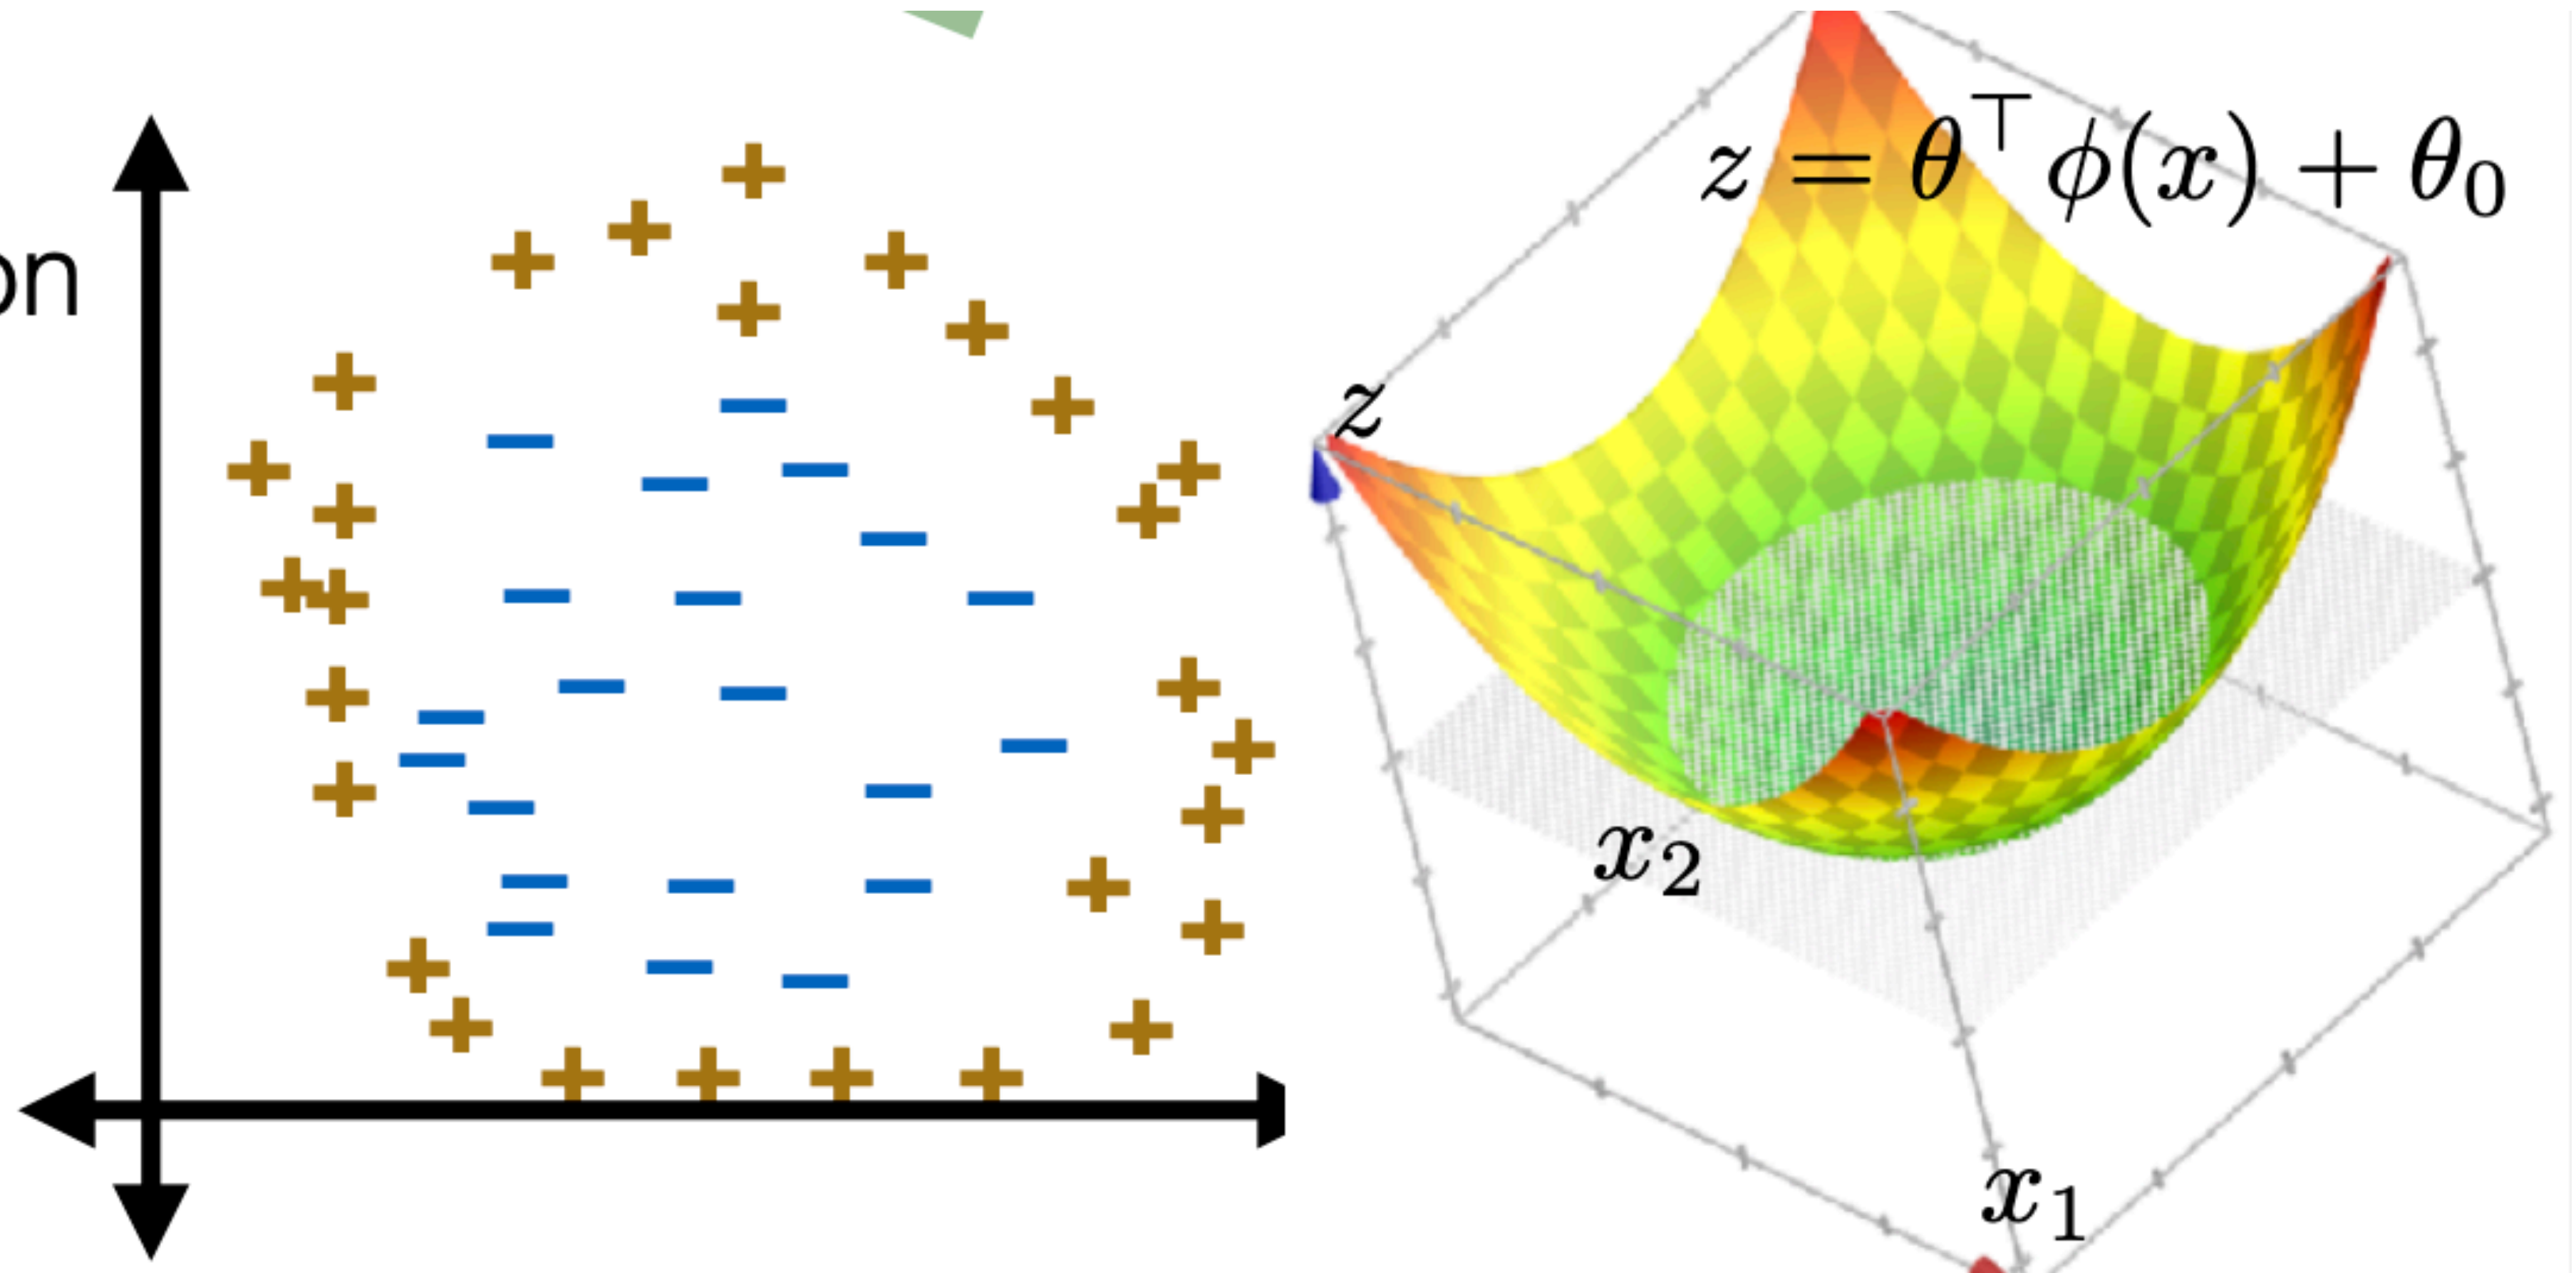 on
z = θ^⊤ϕ(x) + θ₀
z
x₂
x₁